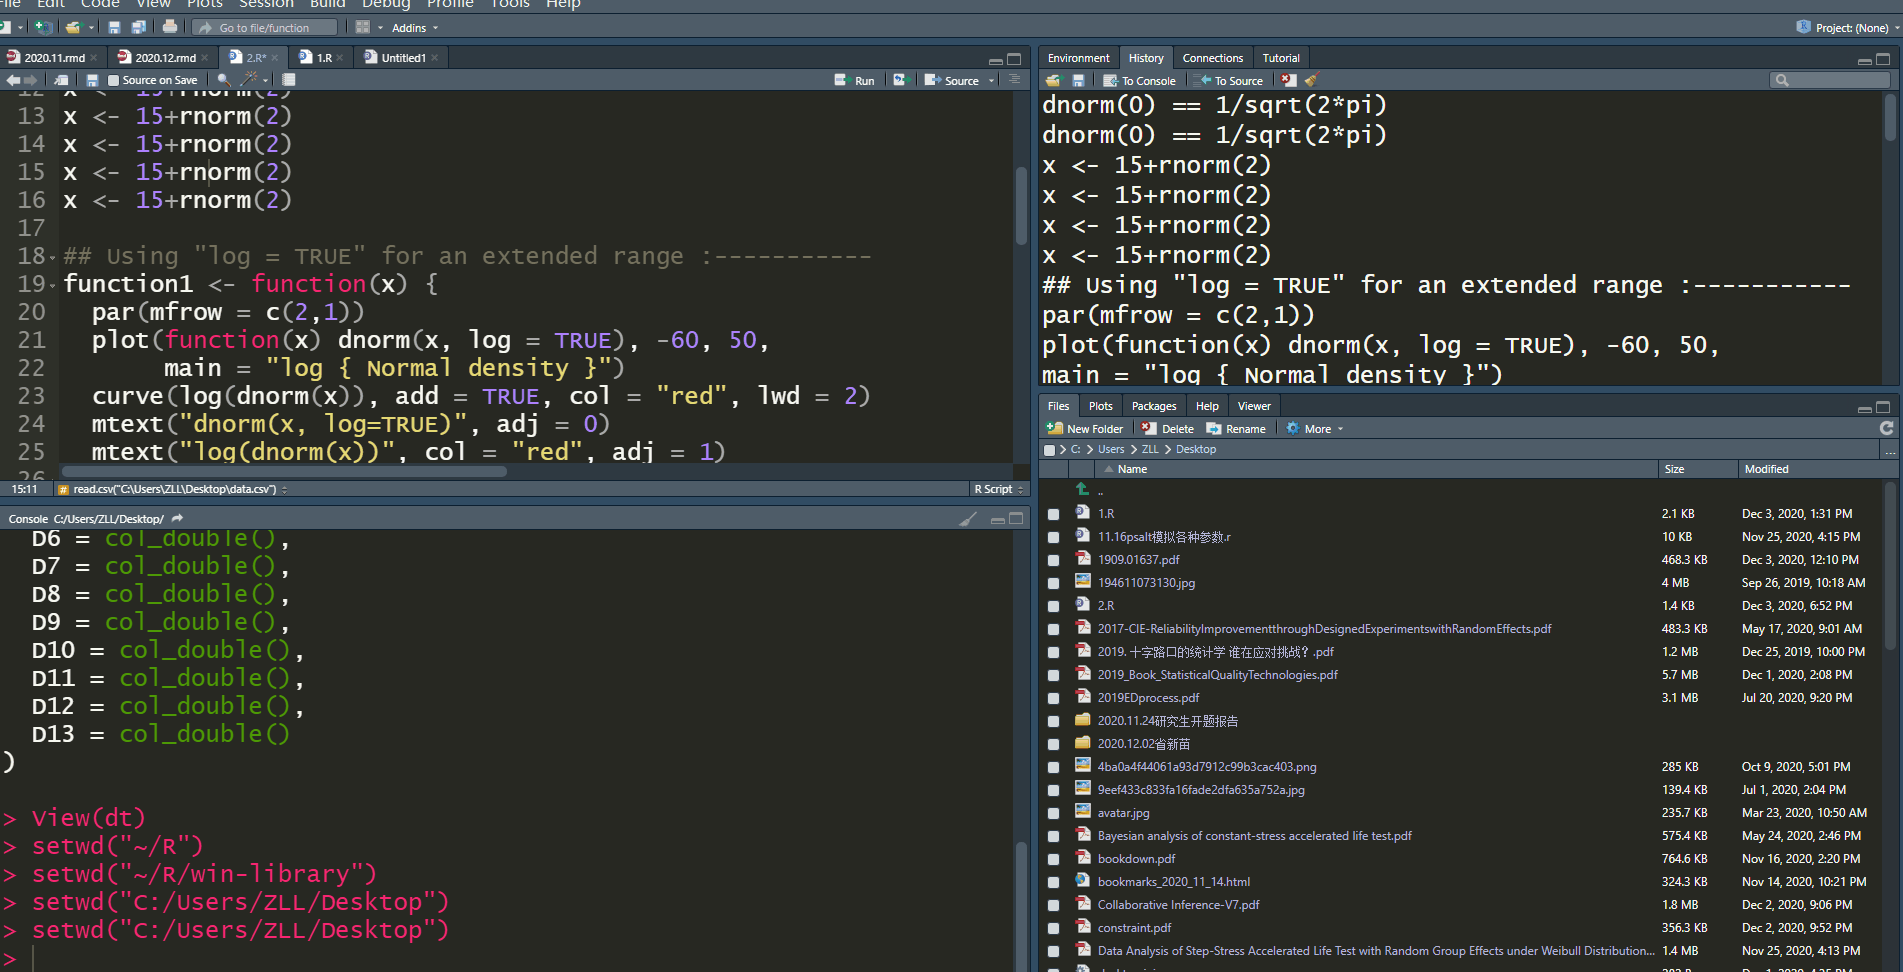 File Edit Code View Plots Session Build Debug Profile Tools Help
Go to file/function Addins Project: (None)
2020.11.rmd 2020.12.rmd 2.R* 1.R Untitled1
Source on Save Run Source
12 x <- 15+rnorm(2)
13 x <- 15+rnorm(2)
14 x <- 15+rnorm(2)
15 x <- 15+rnorm(2)
16 x <- 15+rnorm(2)
17
18 ## Using "log = TRUE" for an extended range :-----------
19 function1 <- function(x) {
20 par(mfrow = c(2,1))
21 plot(function(x) dnorm(x, log = TRUE), -60, 50,
22 main = "log { Normal density }")
23 curve(log(dnorm(x)), add = TRUE, col = "red", lwd = 2)
24 mtext("dnorm(x, log=TRUE)", adj = 0)
25 mtext("log(dnorm(x))", col = "red", adj = 1)
26
15:11 # read.csv("C:\Users\ZLL\Desktop\data.csv") R Script
Console C:/Users/ZLL/Desktop/
D6 = col_double(),
D7 = col_double(),
D8 = col_double(),
D9 = col_double(),
D10 = col_double(),
D11 = col_double(),
D12 = col_double(),
D13 = col_double()
)
> View(dt)
> setwd("~/R")
> setwd("~/R/win-library")
> setwd("C:/Users/ZLL/Desktop")
> setwd("C:/Users/ZLL/Desktop")
>
Environment History Connections Tutorial
To Console To Source
dnorm(0) == 1/sqrt(2*pi)
dnorm(0) == 1/sqrt(2*pi)
x <- 15+rnorm(2)
x <- 15+rnorm(2)
x <- 15+rnorm(2)
x <- 15+rnorm(2)
## Using "log = TRUE" for an extended range :-----------
par(mfrow = c(2,1))
plot(function(x) dnorm(x, log = TRUE), -60, 50,
main = "log { Normal density }")
Files Plots Packages Help Viewer
New Folder Delete Rename More
C: > Users > ZLL > Desktop ...
Name Size Modified
..
1.R 2.1 KB Dec 3, 2020, 1:31 PM
11.16psalt模拟各种参数.r 10 KB Nov 25, 2020, 4:15 PM
1909.01637.pdf 468.3 KB Dec 3, 2020, 12:10 PM
194611073130.jpg 4 MB Sep 26, 2019, 10:18 AM
2.R 1.4 KB Dec 3, 2020, 6:52 PM
2017-CIE-ReliabilityImprovementthroughDesignedExperimentswithRandomEffects.pdf 483.3 KB May 17, 2020, 9:01 AM
2019. 十字路口的统计学 谁在应对挑战? .pdf 1.2 MB Dec 25, 2019, 10:00 PM
2019_Book_StatisticalQualityTechnologies.pdf 5.7 MB Dec 1, 2020, 2:08 PM
2019EDprocess.pdf 3.1 MB Jul 20, 2020, 9:20 PM
2020.11.24研究生开题报告
2020.12.02省新苗
4ba0a4f44061a93d7912c99b3cac403.png 285 KB Oct 9, 2020, 5:01 PM
9eef433c833fa16fade2dfa635a752a.jpg 139.4 KB Jul 1, 2020, 2:04 PM
avatar.jpg 235.7 KB Mar 23, 2020, 10:50 AM
Bayesian analysis of constant-stress accelerated life test.pdf 575.4 KB May 24, 2020, 2:46 PM
bookdown.pdf 764.6 KB Nov 16, 2020, 2:20 PM
bookmarks_2020_11_14.html 324.3 KB Nov 14, 2020, 10:21 PM
Collaborative Inference-V7.pdf 1.8 MB Dec 2, 2020, 9:06 PM
constraint.pdf 356.3 KB Dec 2, 2020, 9:52 PM
Data Analysis of Step-Stress Accelerated Life Test with Random Group Effects under Weibull Distribution... 1.4 MB Nov 25, 2020, 4:13 PM